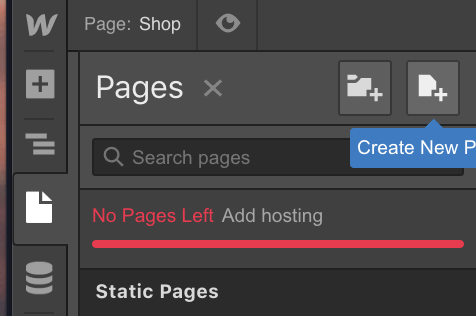 Page: Shop
Pages
Create New P
Search pages
No Pages Left Add hosting
Static Pages